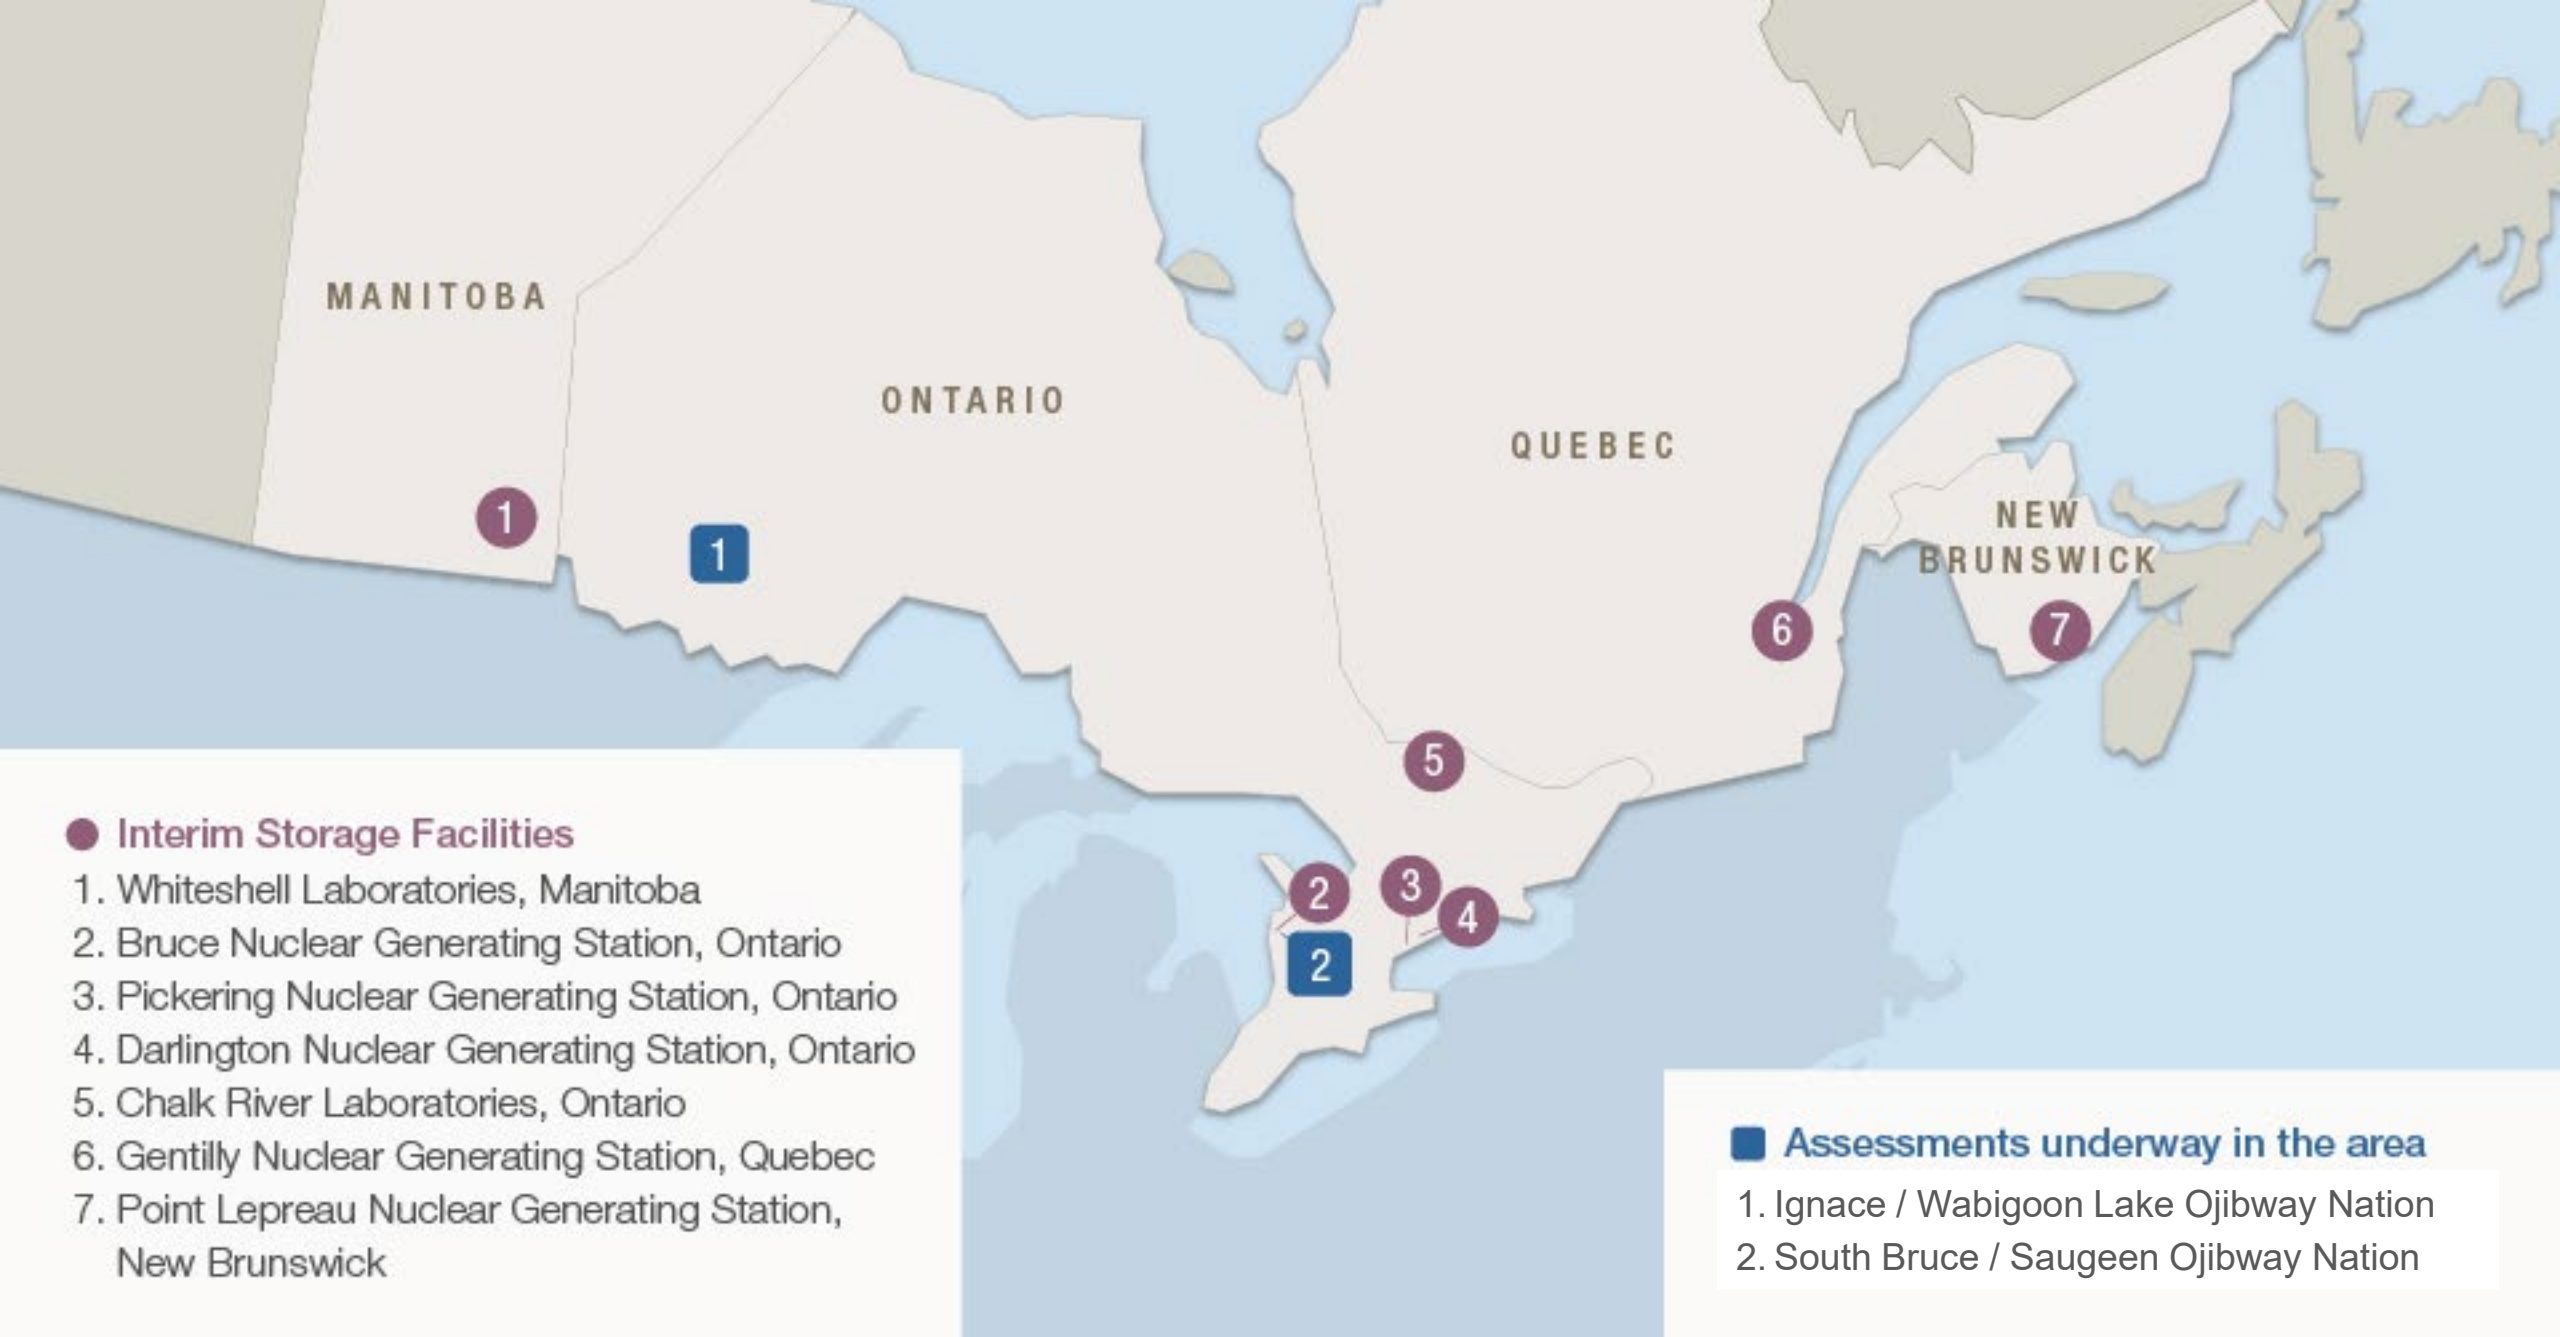 MANITOBA
ONTARIO
QUEBEC
NEW
BRUNSWICK
1
1
6
7
5
2
3
4
2
Interim Storage Facilities
1. Whiteshell Laboratories, Manitoba
2. Bruce Nuclear Generating Station, Ontario
3. Pickering Nuclear Generating Station, Ontario
4. Darlington Nuclear Generating Station, Ontario
5. Chalk River Laboratories, Ontario
6. Gentilly Nuclear Generating Station, Quebec
7. Point Lepreau Nuclear Generating Station,
New Brunswick
Assessments underway in the area
1. Ignace / Wabigoon Lake Ojibway Nation
2. South Bruce / Saugeen Ojibway Nation